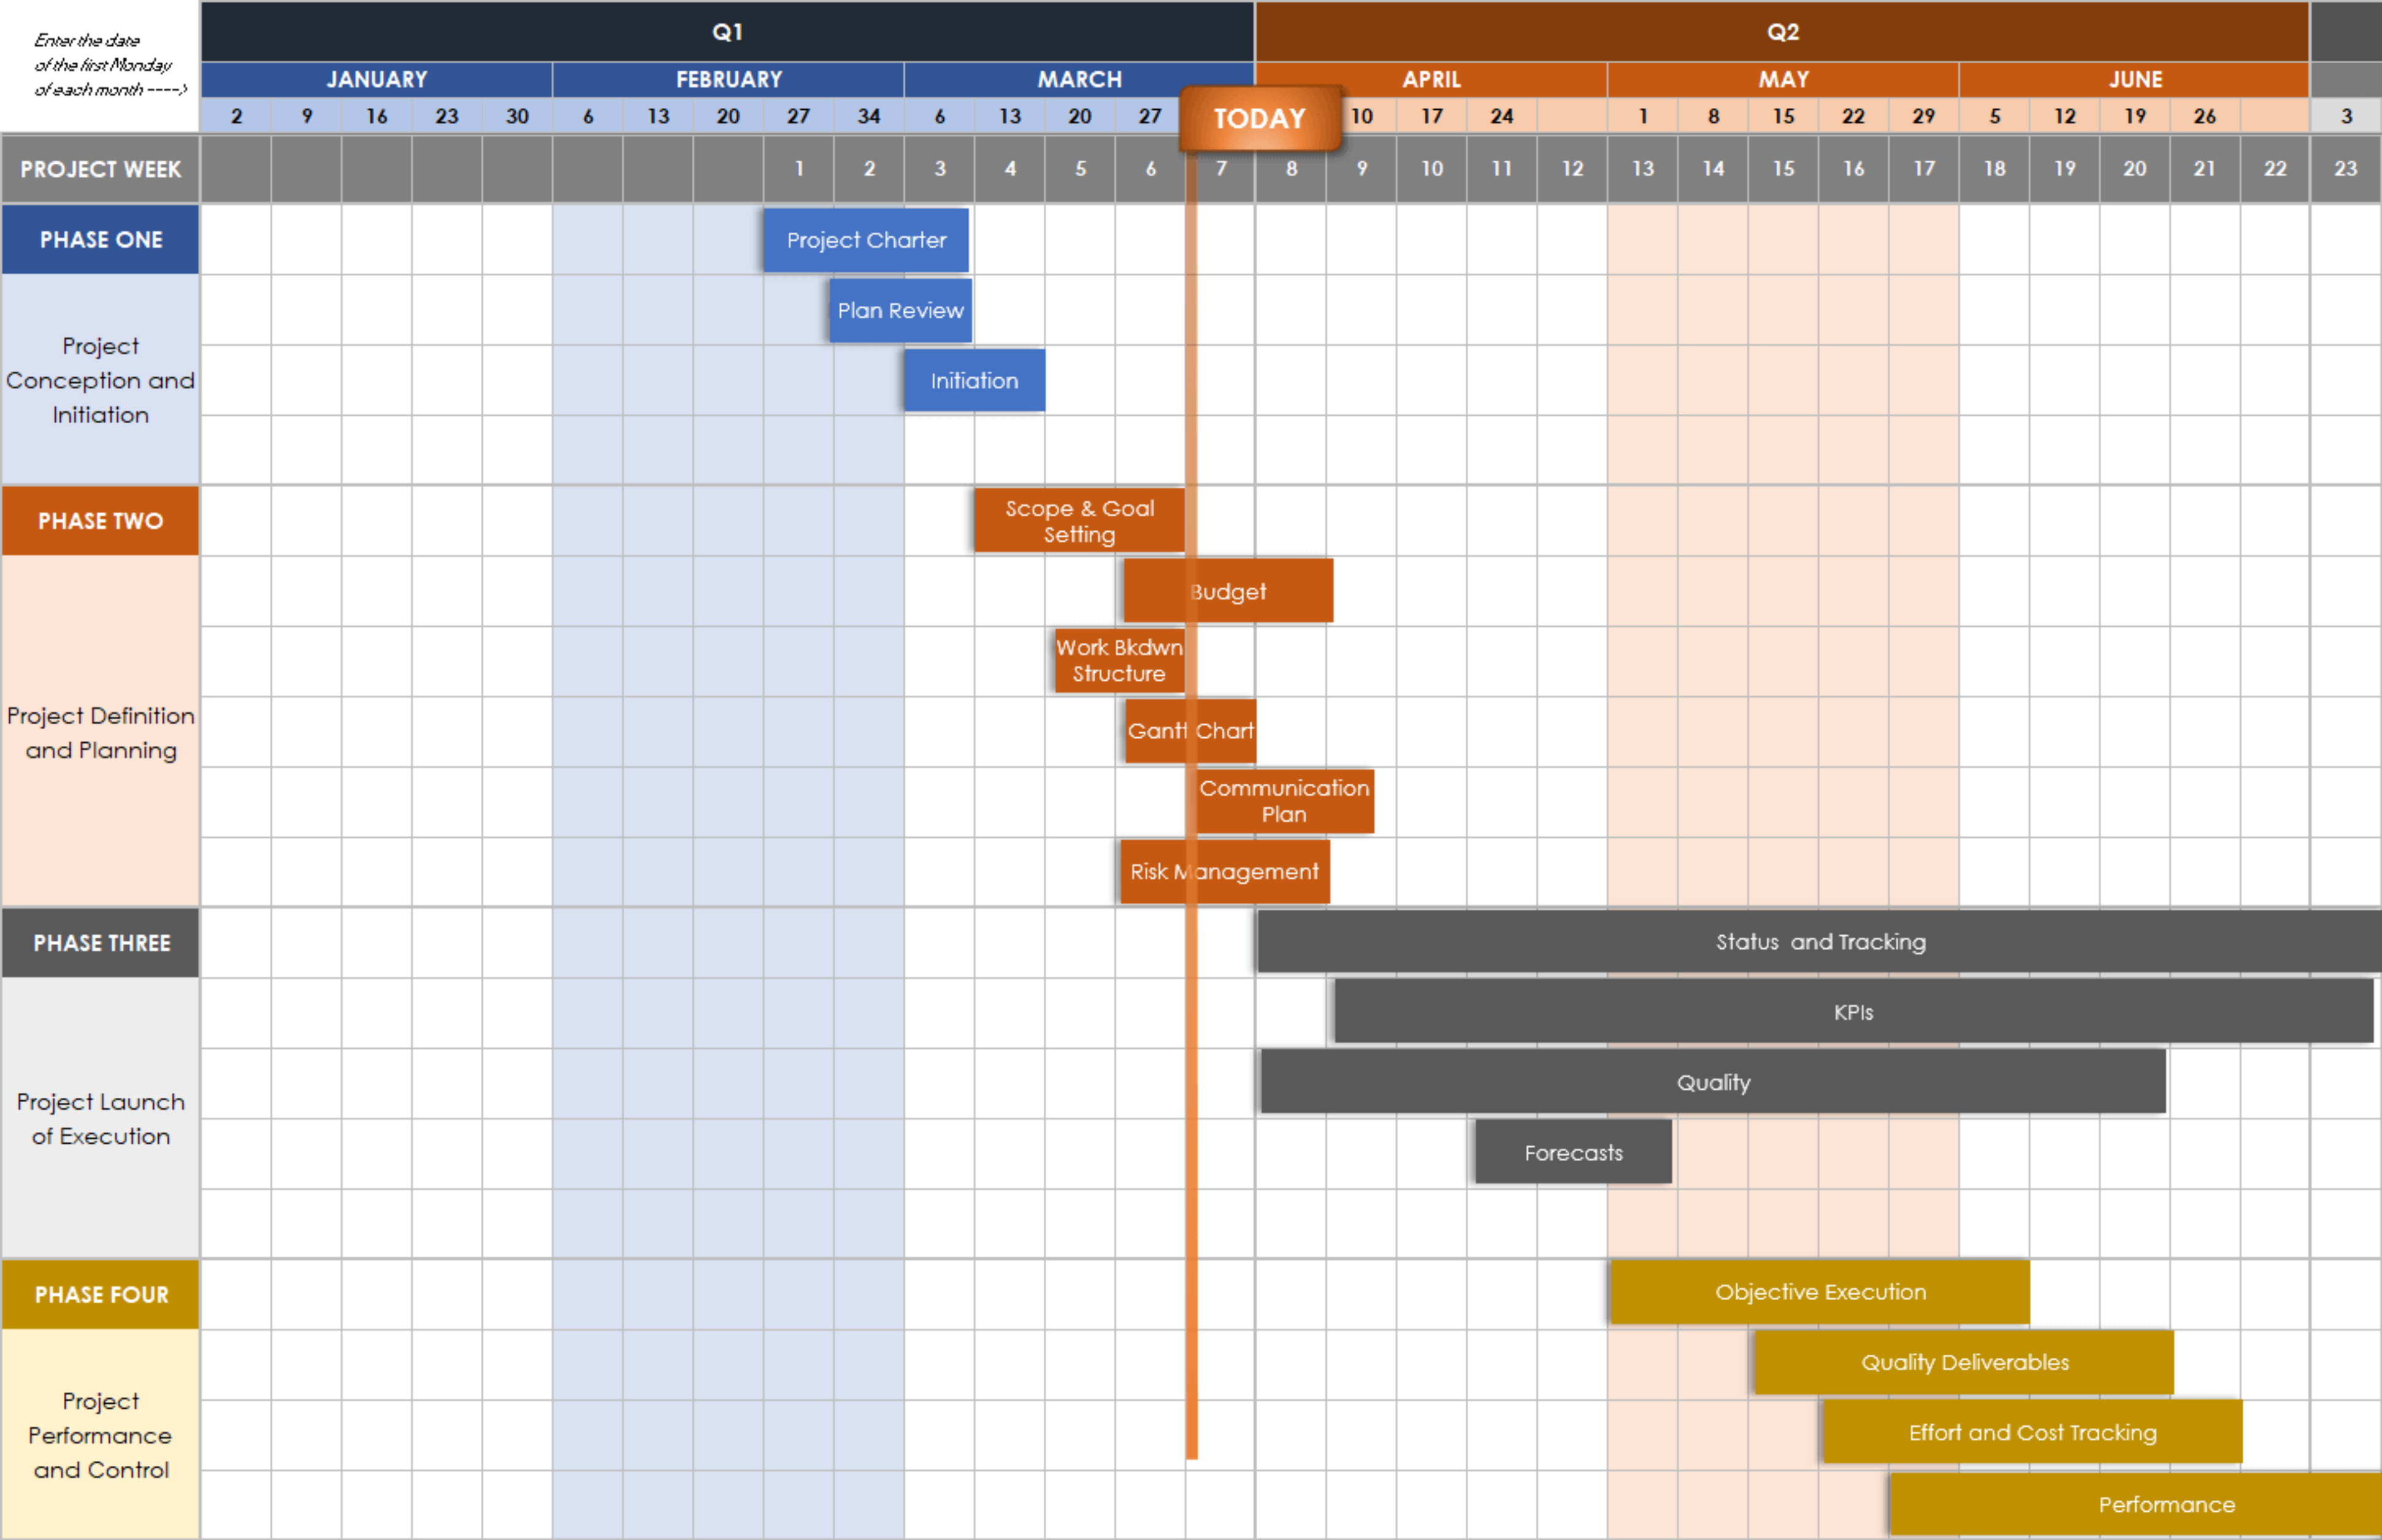 Enter the date
of the first Monday
of each month ---->
Q1 Q2
JANUARY FEBRUARY MARCH APRIL MAY JUNE
2 9 16 23 30 6 13 20 27 34 6 13 20 27 TODAY 10 17 24 1 8 15 22 29 5 12 19 26 3
PROJECT WEEK 1 2 3 4 5 6 7 8 9 10 11 12 13 14 15 16 17 18 19 20 21 22 23
PHASE ONE
Project Charter
Plan Review
Project
Conception and
Initiation
Initiation
PHASE TWO
Scope & Goal
Setting
Budget
Work Bkdwn
Structure
Project Definition
and Planning
Gantt Chart
Communication
Plan
Risk Management
PHASE THREE
Status and Tracking
KPIs
Quality
Project Launch
of Execution
Forecasts
PHASE FOUR
Objective Execution
Quality Deliverables
Project
Performance
and Control
Effort and Cost Tracking
Performance